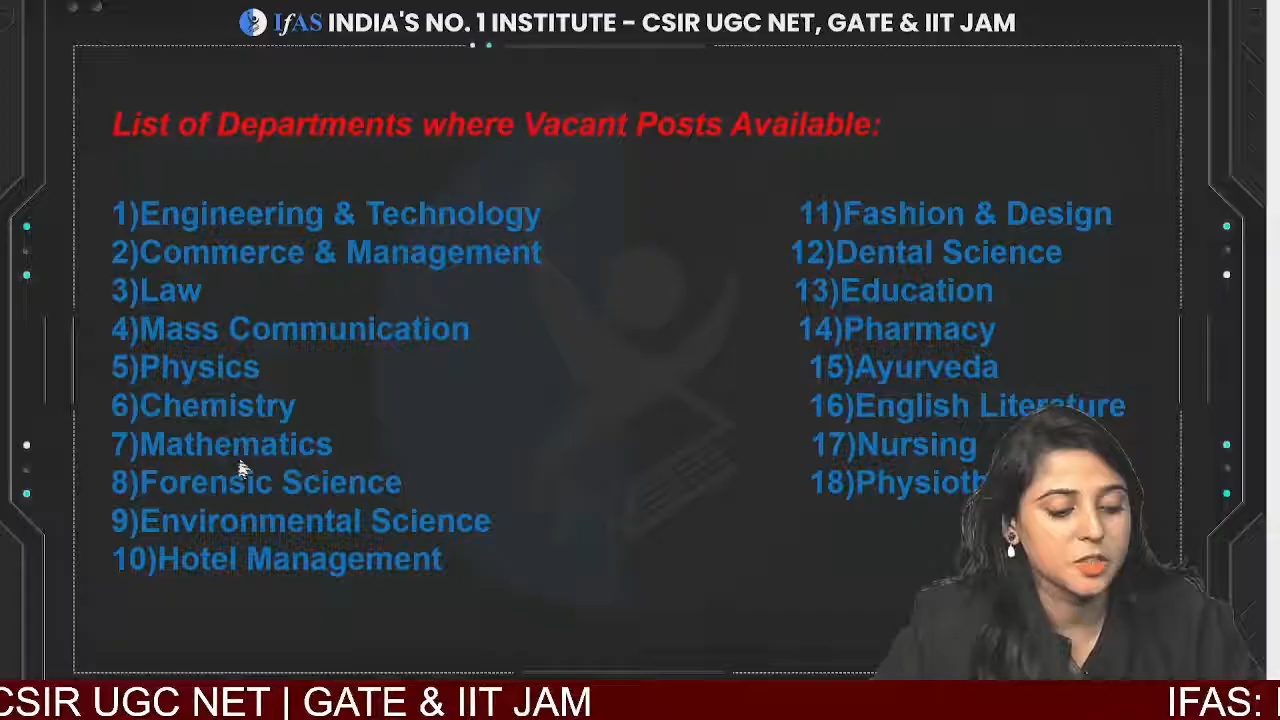 IfAS INDIA'S NO. 1 INSTITUTE - CSIR UGC NET, GATE & IIT JAM
List of Departments where Vacant Posts Available:
1)Engineering & Technology
2)Commerce & Management
3)Law
4)Mass Communication
5)Physics
6)Chemistry
7)Mathematics
8)Forensic Science
9)Environmental Science
10)Hotel Management
11)Fashion & Design
12)Dental Science
13)Education
14)Pharmacy
15)Ayurveda
16)English Literature
17)Nursing
18)
CSIR UGC NET | GATE & IIT JAM
IFAS: